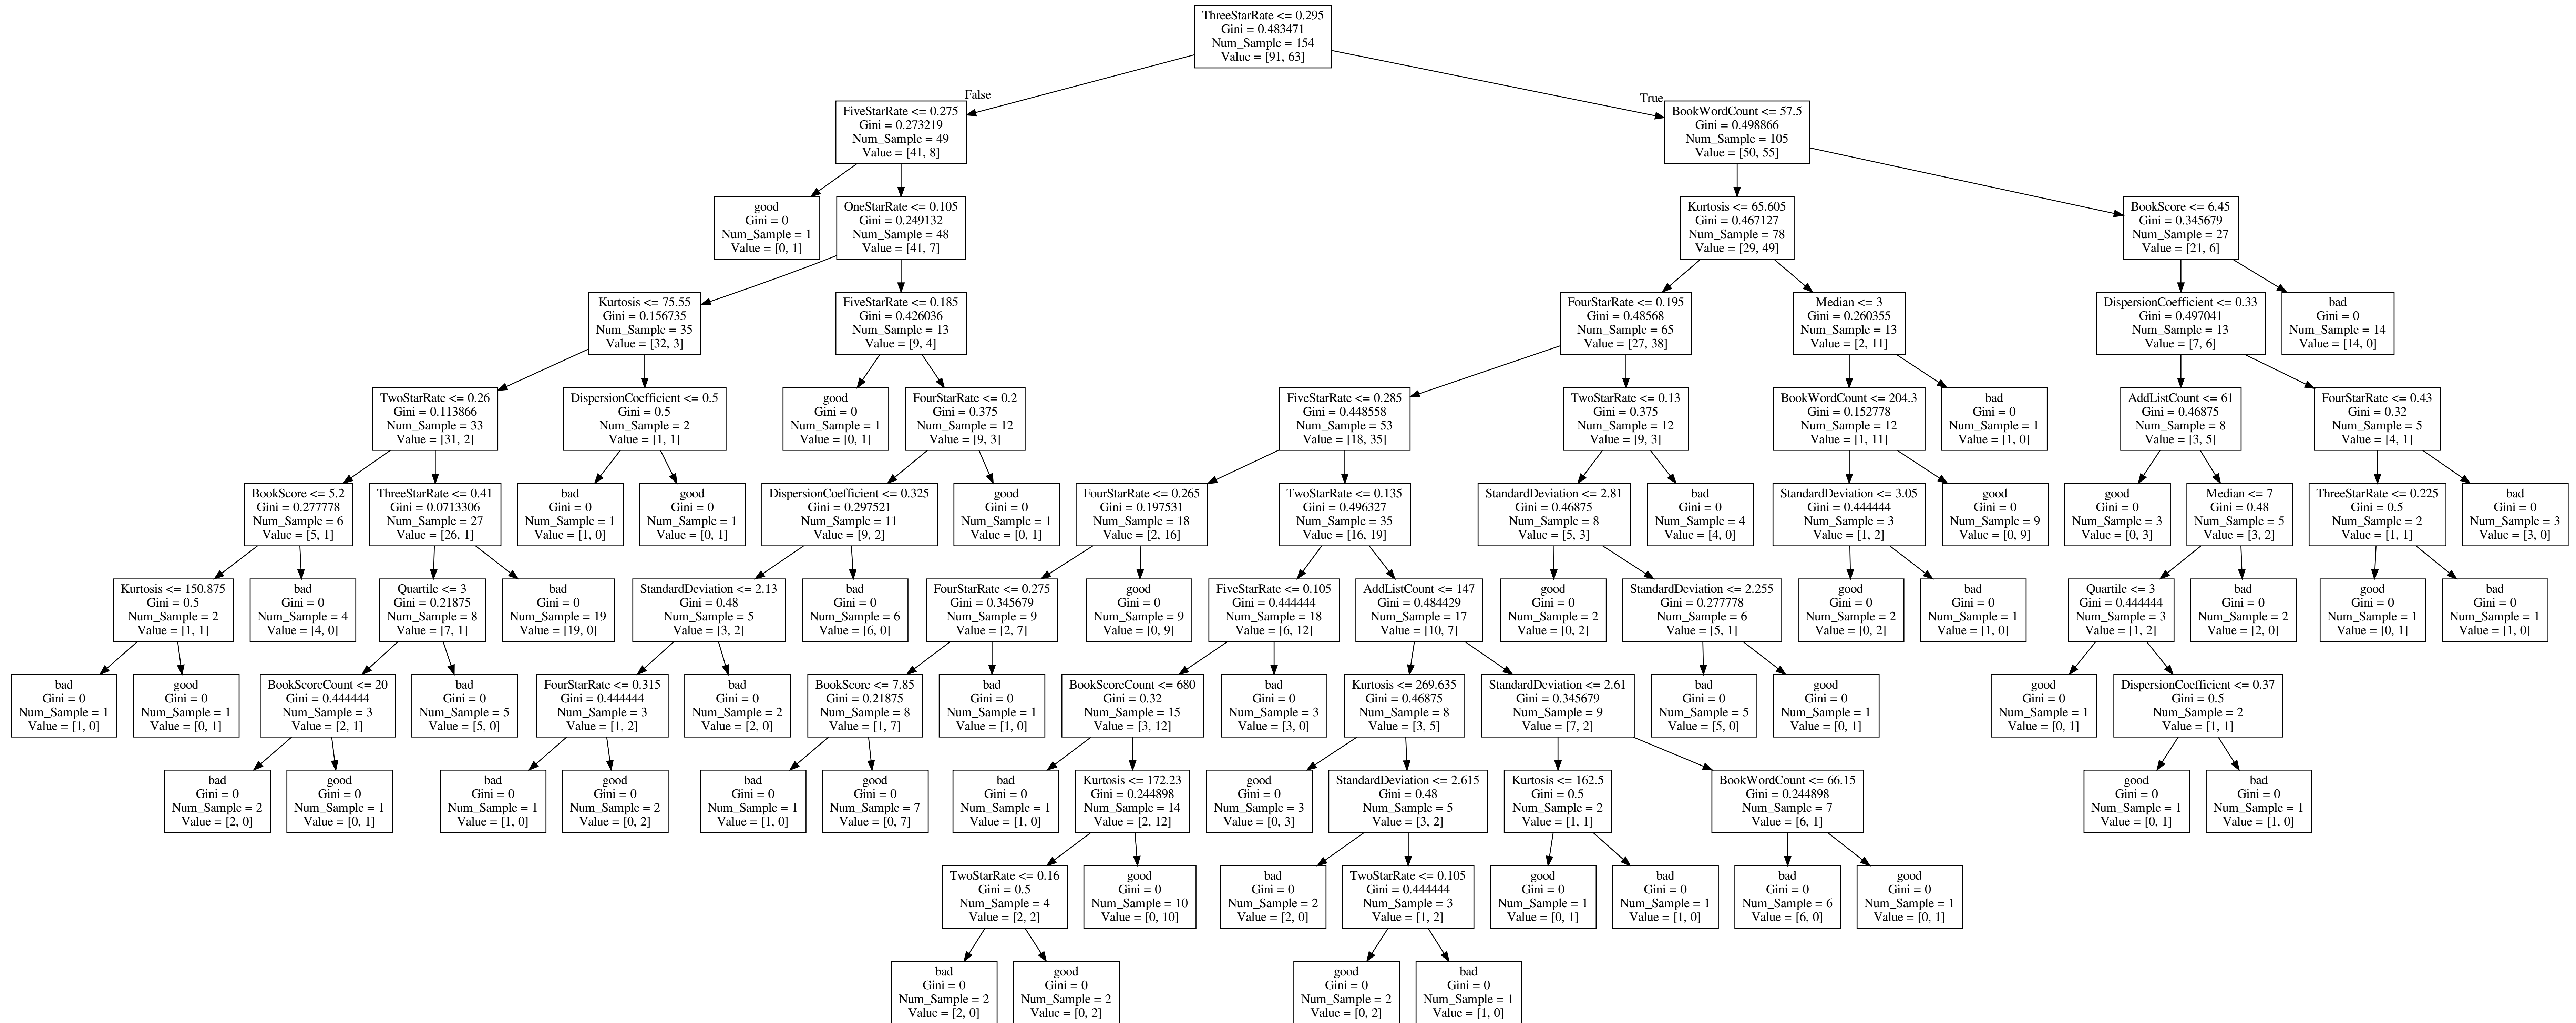 ThreeStarRate <= 0.295
Gini = 0.483471
Num_Sample = 154
Value = [91, 63]
False
True
FiveStarRate <= 0.275
Gini = 0.273219
Num_Sample = 49
Value = [41, 8]
BookWordCount <= 57.5
Gini = 0.498866
Num_Sample = 105
Value = [50, 55]
good
Gini = 0
Num_Sample = 1
Value = [0, 1]
OneStarRate <= 0.105
Gini = 0.249132
Num_Sample = 48
Value = [41, 7]
Kurtosis <= 65.605
Gini = 0.467127
Num_Sample = 78
Value = [29, 49]
BookScore <= 6.45
Gini = 0.345679
Num_Sample = 27
Value = [21, 6]
Kurtosis <= 75.55
Gini = 0.156735
Num_Sample = 35
Value = [32, 3]
FiveStarRate <= 0.185
Gini = 0.426036
Num_Sample = 13
Value = [9, 4]
FourStarRate <= 0.195
Gini = 0.48568
Num_Sample = 65
Value = [27, 38]
Median <= 3
Gini = 0.260355
Num_Sample = 13
Value = [2, 11]
DispersionCoefficient <= 0.33
Gini = 0.497041
Num_Sample = 13
Value = [7, 6]
bad
Gini = 0
Num_Sample = 14
Value = [14, 0]
TwoStarRate <= 0.26
Gini = 0.113866
Num_Sample = 33
Value = [31, 2]
DispersionCoefficient <= 0.5
Gini = 0.5
Num_Sample = 2
Value = [1, 1]
good
Gini = 0
Num_Sample = 1
Value = [0, 1]
FourStarRate <= 0.2
Gini = 0.375
Num_Sample = 12
Value = [9, 3]
FiveStarRate <= 0.285
Gini = 0.448558
Num_Sample = 53
Value = [18, 35]
TwoStarRate <= 0.13
Gini = 0.375
Num_Sample = 12
Value = [9, 3]
BookWordCount <= 204.3
Gini = 0.152778
Num_Sample = 12
Value = [1, 11]
bad
Gini = 0
Num_Sample = 1
Value = [1, 0]
AddListCount <= 61
Gini = 0.46875
Num_Sample = 8
Value = [3, 5]
FourStarRate <= 0.43
Gini = 0.32
Num_Sample = 5
Value = [4, 1]
BookScore <= 5.2
Gini = 0.277778
Num_Sample = 6
Value = [5, 1]
ThreeStarRate <= 0.41
Gini = 0.0713306
Num_Sample = 27
Value = [26, 1]
bad
Gini = 0
Num_Sample = 1
Value = [1, 0]
good
Gini = 0
Num_Sample = 1
Value = [0, 1]
DispersionCoefficient <= 0.325
Gini = 0.297521
Num_Sample = 11
Value = [9, 2]
good
Gini = 0
Num_Sample = 1
Value = [0, 1]
FourStarRate <= 0.265
Gini = 0.197531
Num_Sample = 18
Value = [2, 16]
TwoStarRate <= 0.135
Gini = 0.496327
Num_Sample = 35
Value = [16, 19]
StandardDeviation <= 2.81
Gini = 0.46875
Num_Sample = 8
Value = [5, 3]
bad
Gini = 0
Num_Sample = 4
Value = [4, 0]
StandardDeviation <= 3.05
Gini = 0.444444
Num_Sample = 3
Value = [1, 2]
good
Gini = 0
Num_Sample = 9
Value = [0, 9]
good
Gini = 0
Num_Sample = 3
Value = [0, 3]
Median <= 7
Gini = 0.48
Num_Sample = 5
Value = [3, 2]
ThreeStarRate <= 0.225
Gini = 0.5
Num_Sample = 2
Value = [1, 1]
bad
Gini = 0
Num_Sample = 3
Value = [3, 0]
Kurtosis <= 150.875
Gini = 0.5
Num_Sample = 2
Value = [1, 1]
bad
Gini = 0
Num_Sample = 4
Value = [4, 0]
Quartile <= 3
Gini = 0.21875
Num_Sample = 8
Value = [7, 1]
bad
Gini = 0
Num_Sample = 19
Value = [19, 0]
StandardDeviation <= 2.13
Gini = 0.48
Num_Sample = 5
Value = [3, 2]
bad
Gini = 0
Num_Sample = 6
Value = [6, 0]
FourStarRate <= 0.275
Gini = 0.345679
Num_Sample = 9
Value = [2, 7]
good
Gini = 0
Num_Sample = 9
Value = [0, 9]
FiveStarRate <= 0.105
Gini = 0.444444
Num_Sample = 18
Value = [6, 12]
AddListCount <= 147
Gini = 0.484429
Num_Sample = 17
Value = [10, 7]
good
Gini = 0
Num_Sample = 2
Value = [0, 2]
StandardDeviation <= 2.255
Gini = 0.277778
Num_Sample = 6
Value = [5, 1]
good
Gini = 0
Num_Sample = 2
Value = [0, 2]
bad
Gini = 0
Num_Sample = 1
Value = [1, 0]
Quartile <= 3
Gini = 0.444444
Num_Sample = 3
Value = [1, 2]
bad
Gini = 0
Num_Sample = 2
Value = [2, 0]
good
Gini = 0
Num_Sample = 1
Value = [0, 1]
bad
Gini = 0
Num_Sample = 1
Value = [1, 0]
bad
Gini = 0
Num_Sample = 1
Value = [1, 0]
good
Gini = 0
Num_Sample = 1
Value = [0, 1]
BookScoreCount <= 20
Gini = 0.444444
Num_Sample = 3
Value = [2, 1]
bad
Gini = 0
Num_Sample = 5
Value = [5, 0]
FourStarRate <= 0.315
Gini = 0.444444
Num_Sample = 3
Value = [1, 2]
bad
Gini = 0
Num_Sample = 2
Value = [2, 0]
BookScore <= 7.85
Gini = 0.21875
Num_Sample = 8
Value = [1, 7]
bad
Gini = 0
Num_Sample = 1
Value = [1, 0]
BookScoreCount <= 680
Gini = 0.32
Num_Sample = 15
Value = [3, 12]
bad
Gini = 0
Num_Sample = 3
Value = [3, 0]
Kurtosis <= 269.635
Gini = 0.46875
Num_Sample = 8
Value = [3, 5]
StandardDeviation <= 2.61
Gini = 0.345679
Num_Sample = 9
Value = [7, 2]
bad
Gini = 0
Num_Sample = 5
Value = [5, 0]
good
Gini = 0
Num_Sample = 1
Value = [0, 1]
good
Gini = 0
Num_Sample = 1
Value = [0, 1]
DispersionCoefficient <= 0.37
Gini = 0.5
Num_Sample = 2
Value = [1, 1]
bad
Gini = 0
Num_Sample = 2
Value = [2, 0]
good
Gini = 0
Num_Sample = 1
Value = [0, 1]
bad
Gini = 0
Num_Sample = 1
Value = [1, 0]
good
Gini = 0
Num_Sample = 2
Value = [0, 2]
bad
Gini = 0
Num_Sample = 1
Value = [1, 0]
good
Gini = 0
Num_Sample = 7
Value = [0, 7]
bad
Gini = 0
Num_Sample = 1
Value = [1, 0]
Kurtosis <= 172.23
Gini = 0.244898
Num_Sample = 14
Value = [2, 12]
good
Gini = 0
Num_Sample = 3
Value = [0, 3]
StandardDeviation <= 2.615
Gini = 0.48
Num_Sample = 5
Value = [3, 2]
Kurtosis <= 162.5
Gini = 0.5
Num_Sample = 2
Value = [1, 1]
BookWordCount <= 66.15
Gini = 0.244898
Num_Sample = 7
Value = [6, 1]
good
Gini = 0
Num_Sample = 1
Value = [0, 1]
bad
Gini = 0
Num_Sample = 1
Value = [1, 0]
TwoStarRate <= 0.16
Gini = 0.5
Num_Sample = 4
Value = [2, 2]
good
Gini = 0
Num_Sample = 10
Value = [0, 10]
bad
Gini = 0
Num_Sample = 2
Value = [2, 0]
TwoStarRate <= 0.105
Gini = 0.444444
Num_Sample = 3
Value = [1, 2]
good
Gini = 0
Num_Sample = 1
Value = [0, 1]
bad
Gini = 0
Num_Sample = 1
Value = [1, 0]
bad
Gini = 0
Num_Sample = 6
Value = [6, 0]
good
Gini = 0
Num_Sample = 1
Value = [0, 1]
bad
Gini = 0
Num_Sample = 2
Value = [2, 0]
good
Gini = 0
Num_Sample = 2
Value = [0, 2]
good
Gini = 0
Num_Sample = 2
Value = [0, 2]
bad
Gini = 0
Num_Sample = 1
Value = [1, 0]